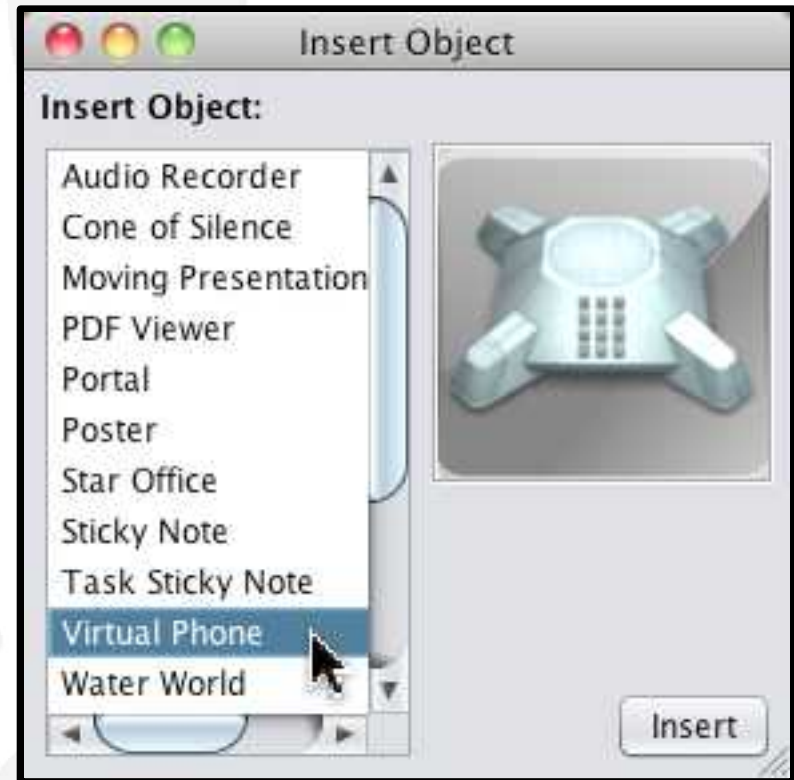 Insert Object
Insert Object:
Audio Recorder
Cone of Silence
Moving Presentation
PDF Viewer
Portal
Poster
Star Office
Sticky Note
Task Sticky Note
Virtual Phone
Water World
Insert